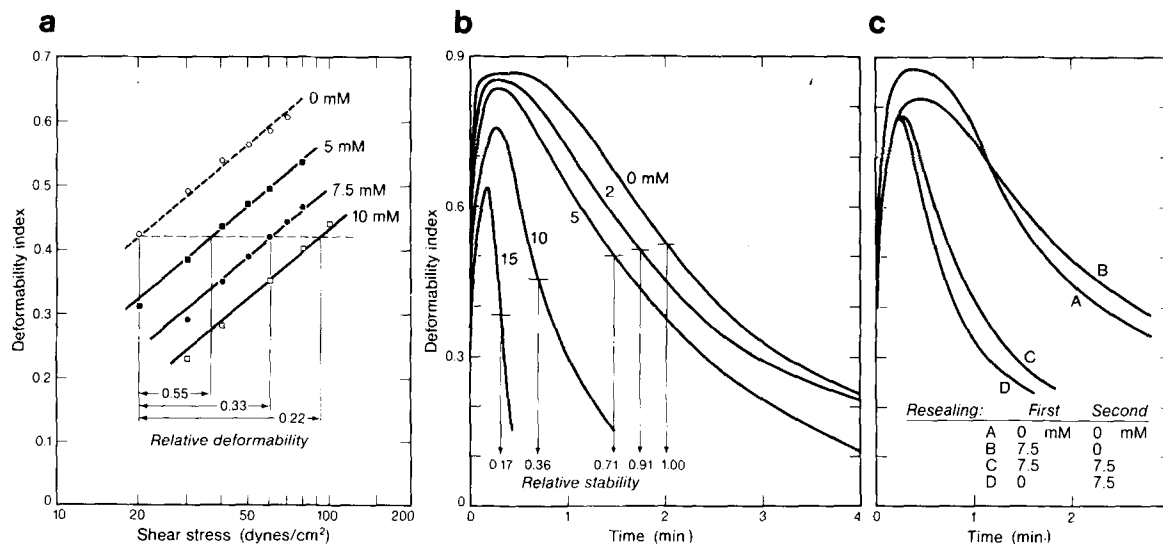 a
Deformability index
0.7
0.6
0.5
0.4
0.3
0.2
0.1
0
10
20
50
100
200
Shear stress (dynes/cm²)
0 mM
5 mM
7.5 mM
10 mM
0.55
0.33
0.22
Relative deformability
b
Deformability index
0.9
0.6
0.3
0
0
1
2
3
4
Time (min)
0 mM
2
5
10
15
0 17
0.36
0.71
0.91
1.00
Relative stability
c
B
A
C
D
Resealing: First Second
A 0 mM 0 mM
B 7.5 0
C 7.5 7.5
D 0 7.5
0
1
2
Time (min.)